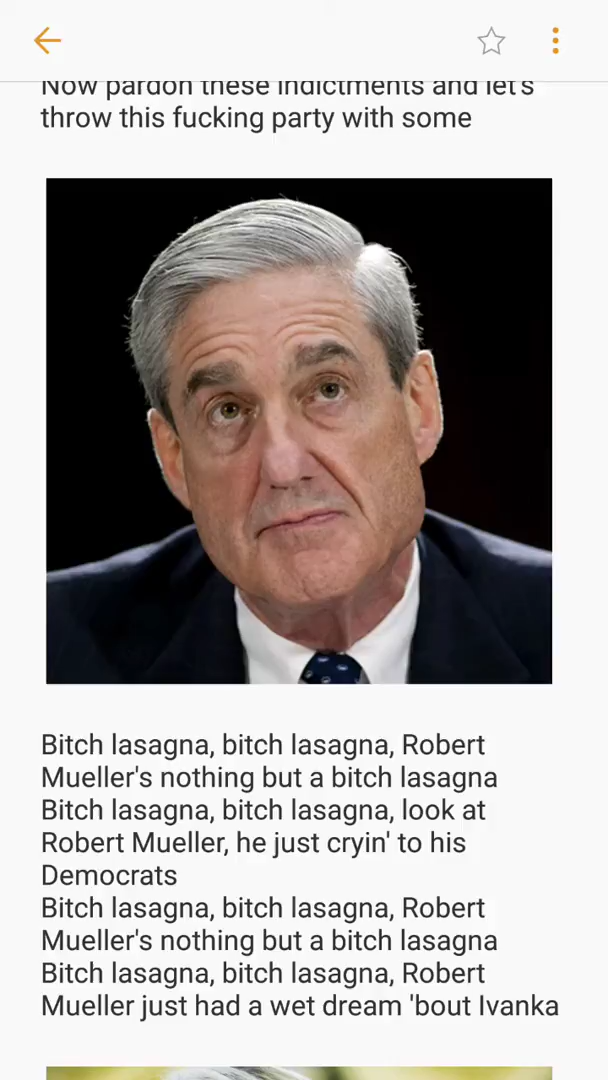 Now pardon these indictments and let's
throw this fucking party with some
Bitch lasagna, bitch lasagna, Robert
Mueller's nothing but a bitch lasagna
Bitch lasagna, bitch lasagna, look at
Robert Mueller, he just cryin' to his
Democrats
Bitch lasagna, bitch lasagna, Robert
Mueller's nothing but a bitch lasagna
Bitch lasagna, bitch lasagna, Robert
Mueller just had a wet dream 'bout Ivanka